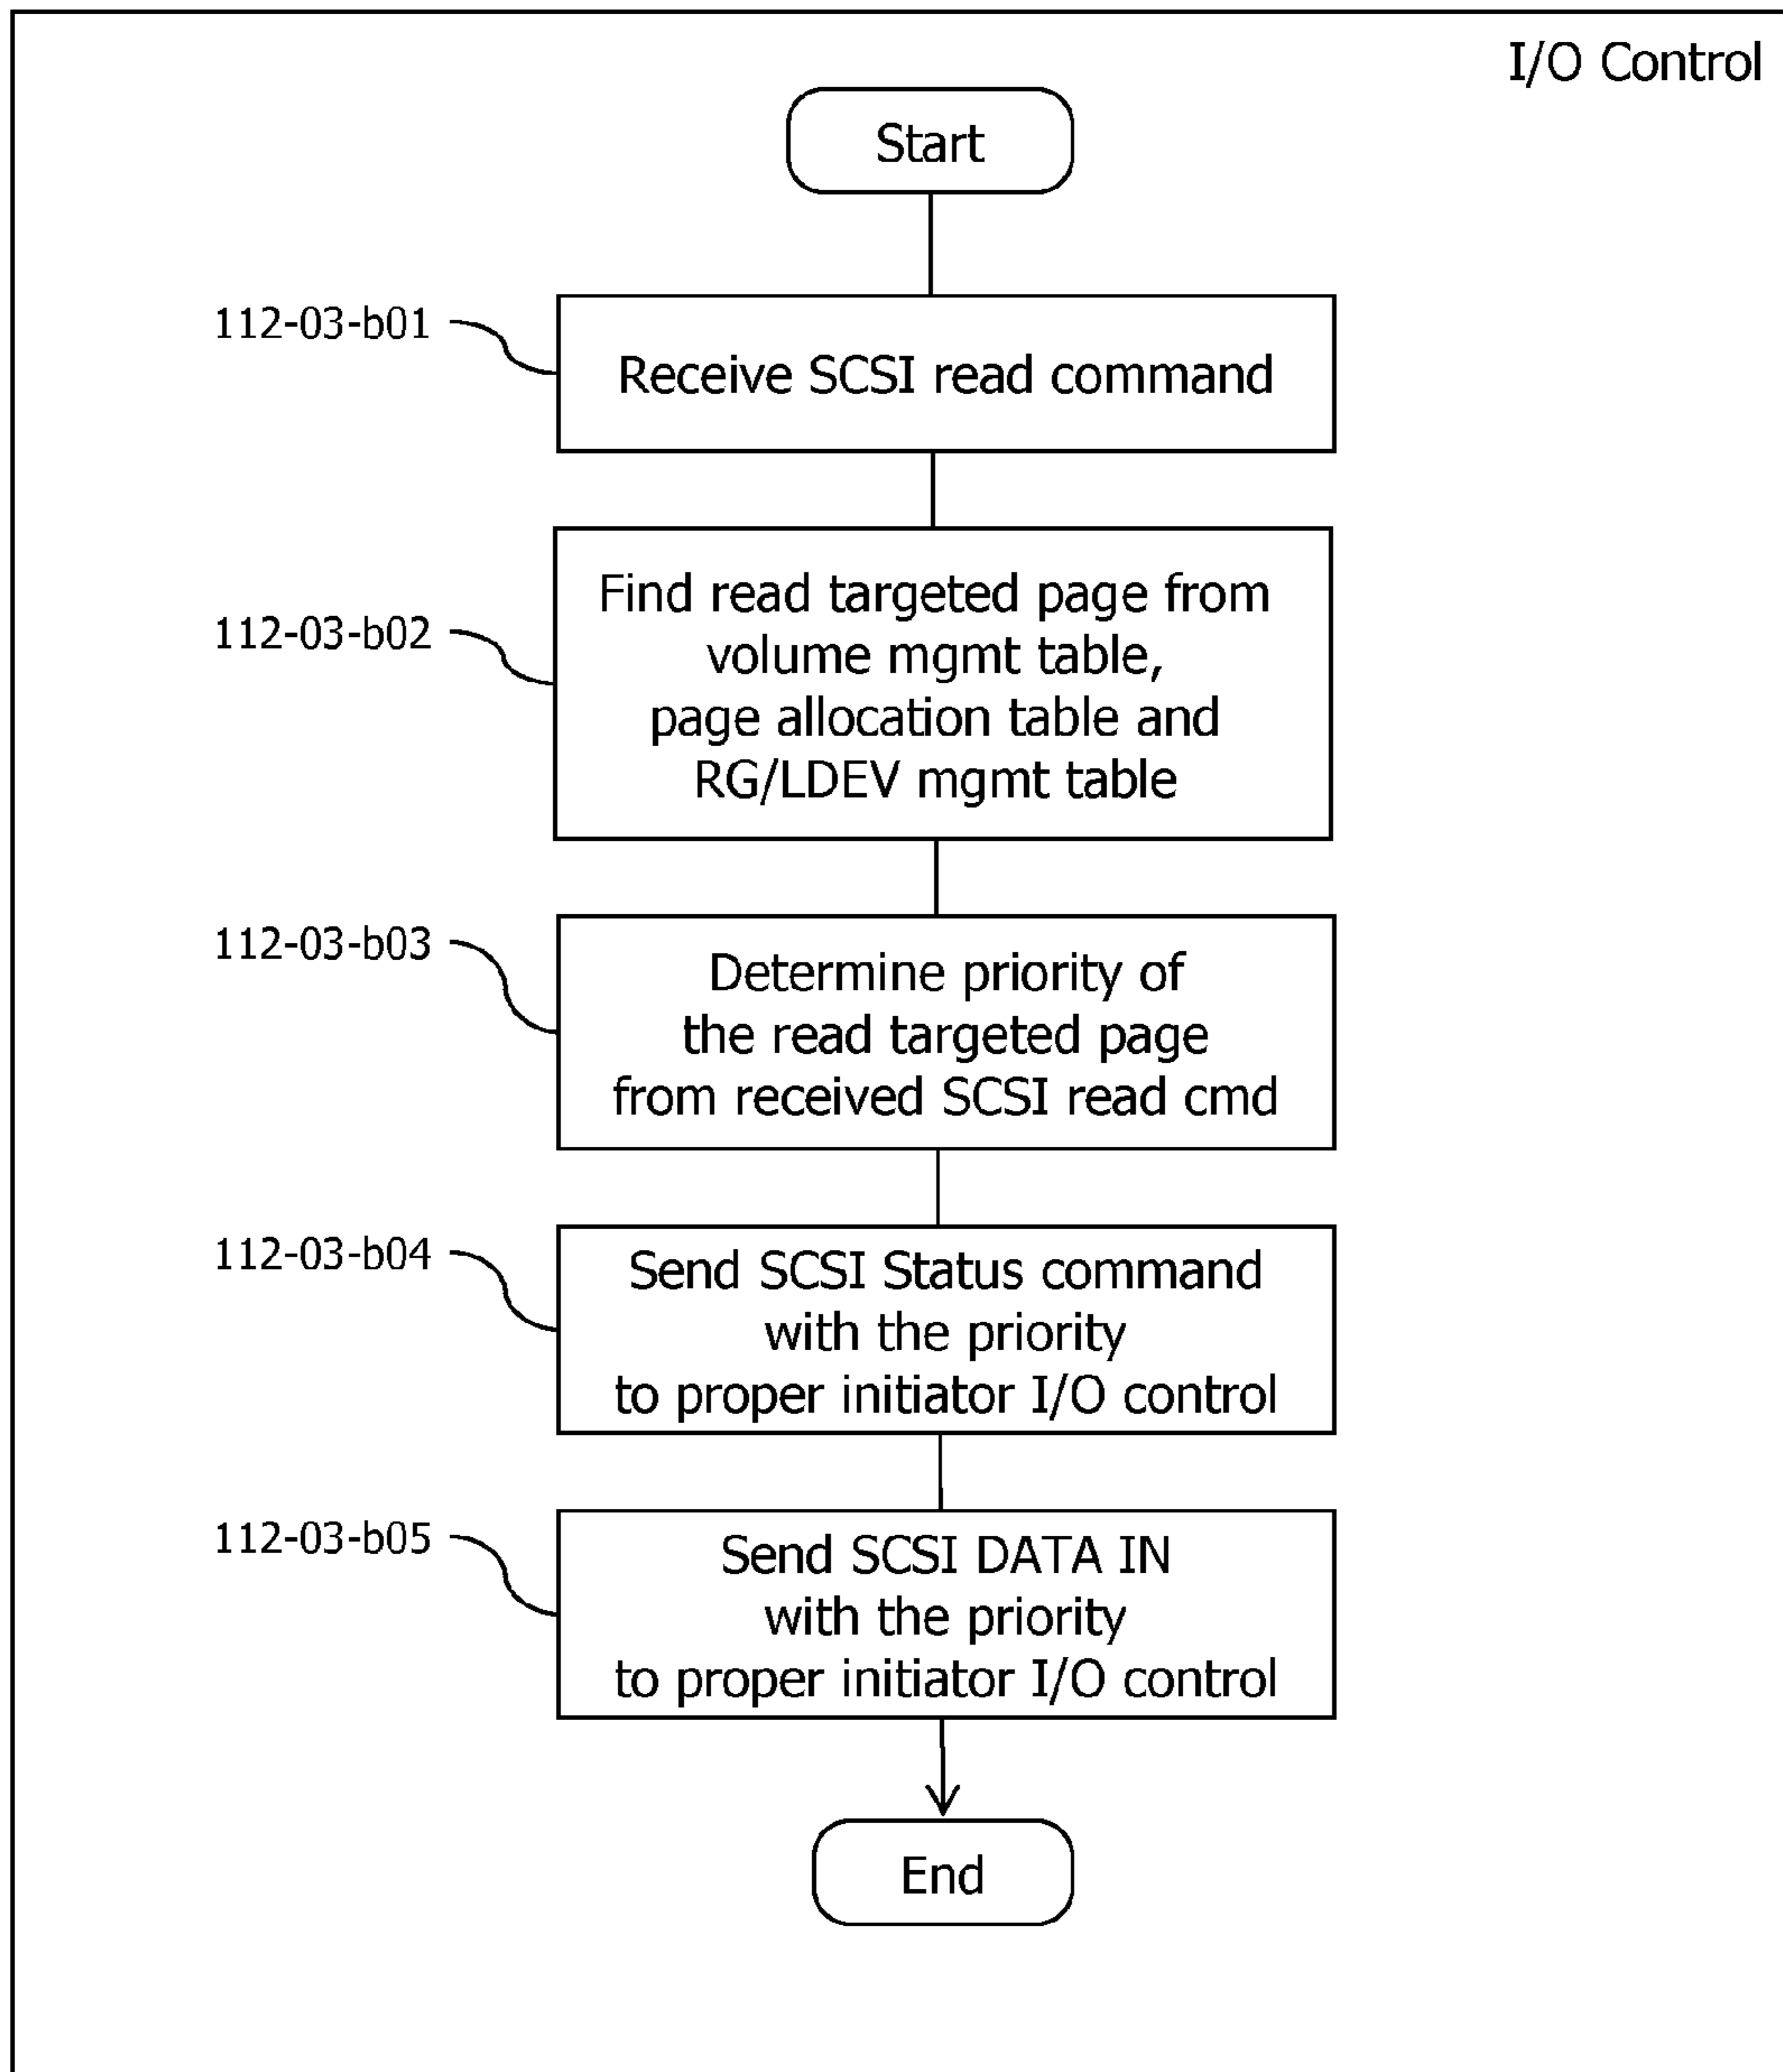 I/O Control
Start
112-03-b01
Receive SCSI read command
112-03-b02
Find read targeted page from
volume mgmt table,
page allocation table and
RG/LDEV mgmt table
112-03-b03
Determine priority of
the read targeted page
from received SCSI read cmd
112-03-b04
Send SCSI Status command
with the priority
to proper initiator I/O control
112-03-b05
Send SCSI DATA IN
with the priority
to proper initiator I/O control
End